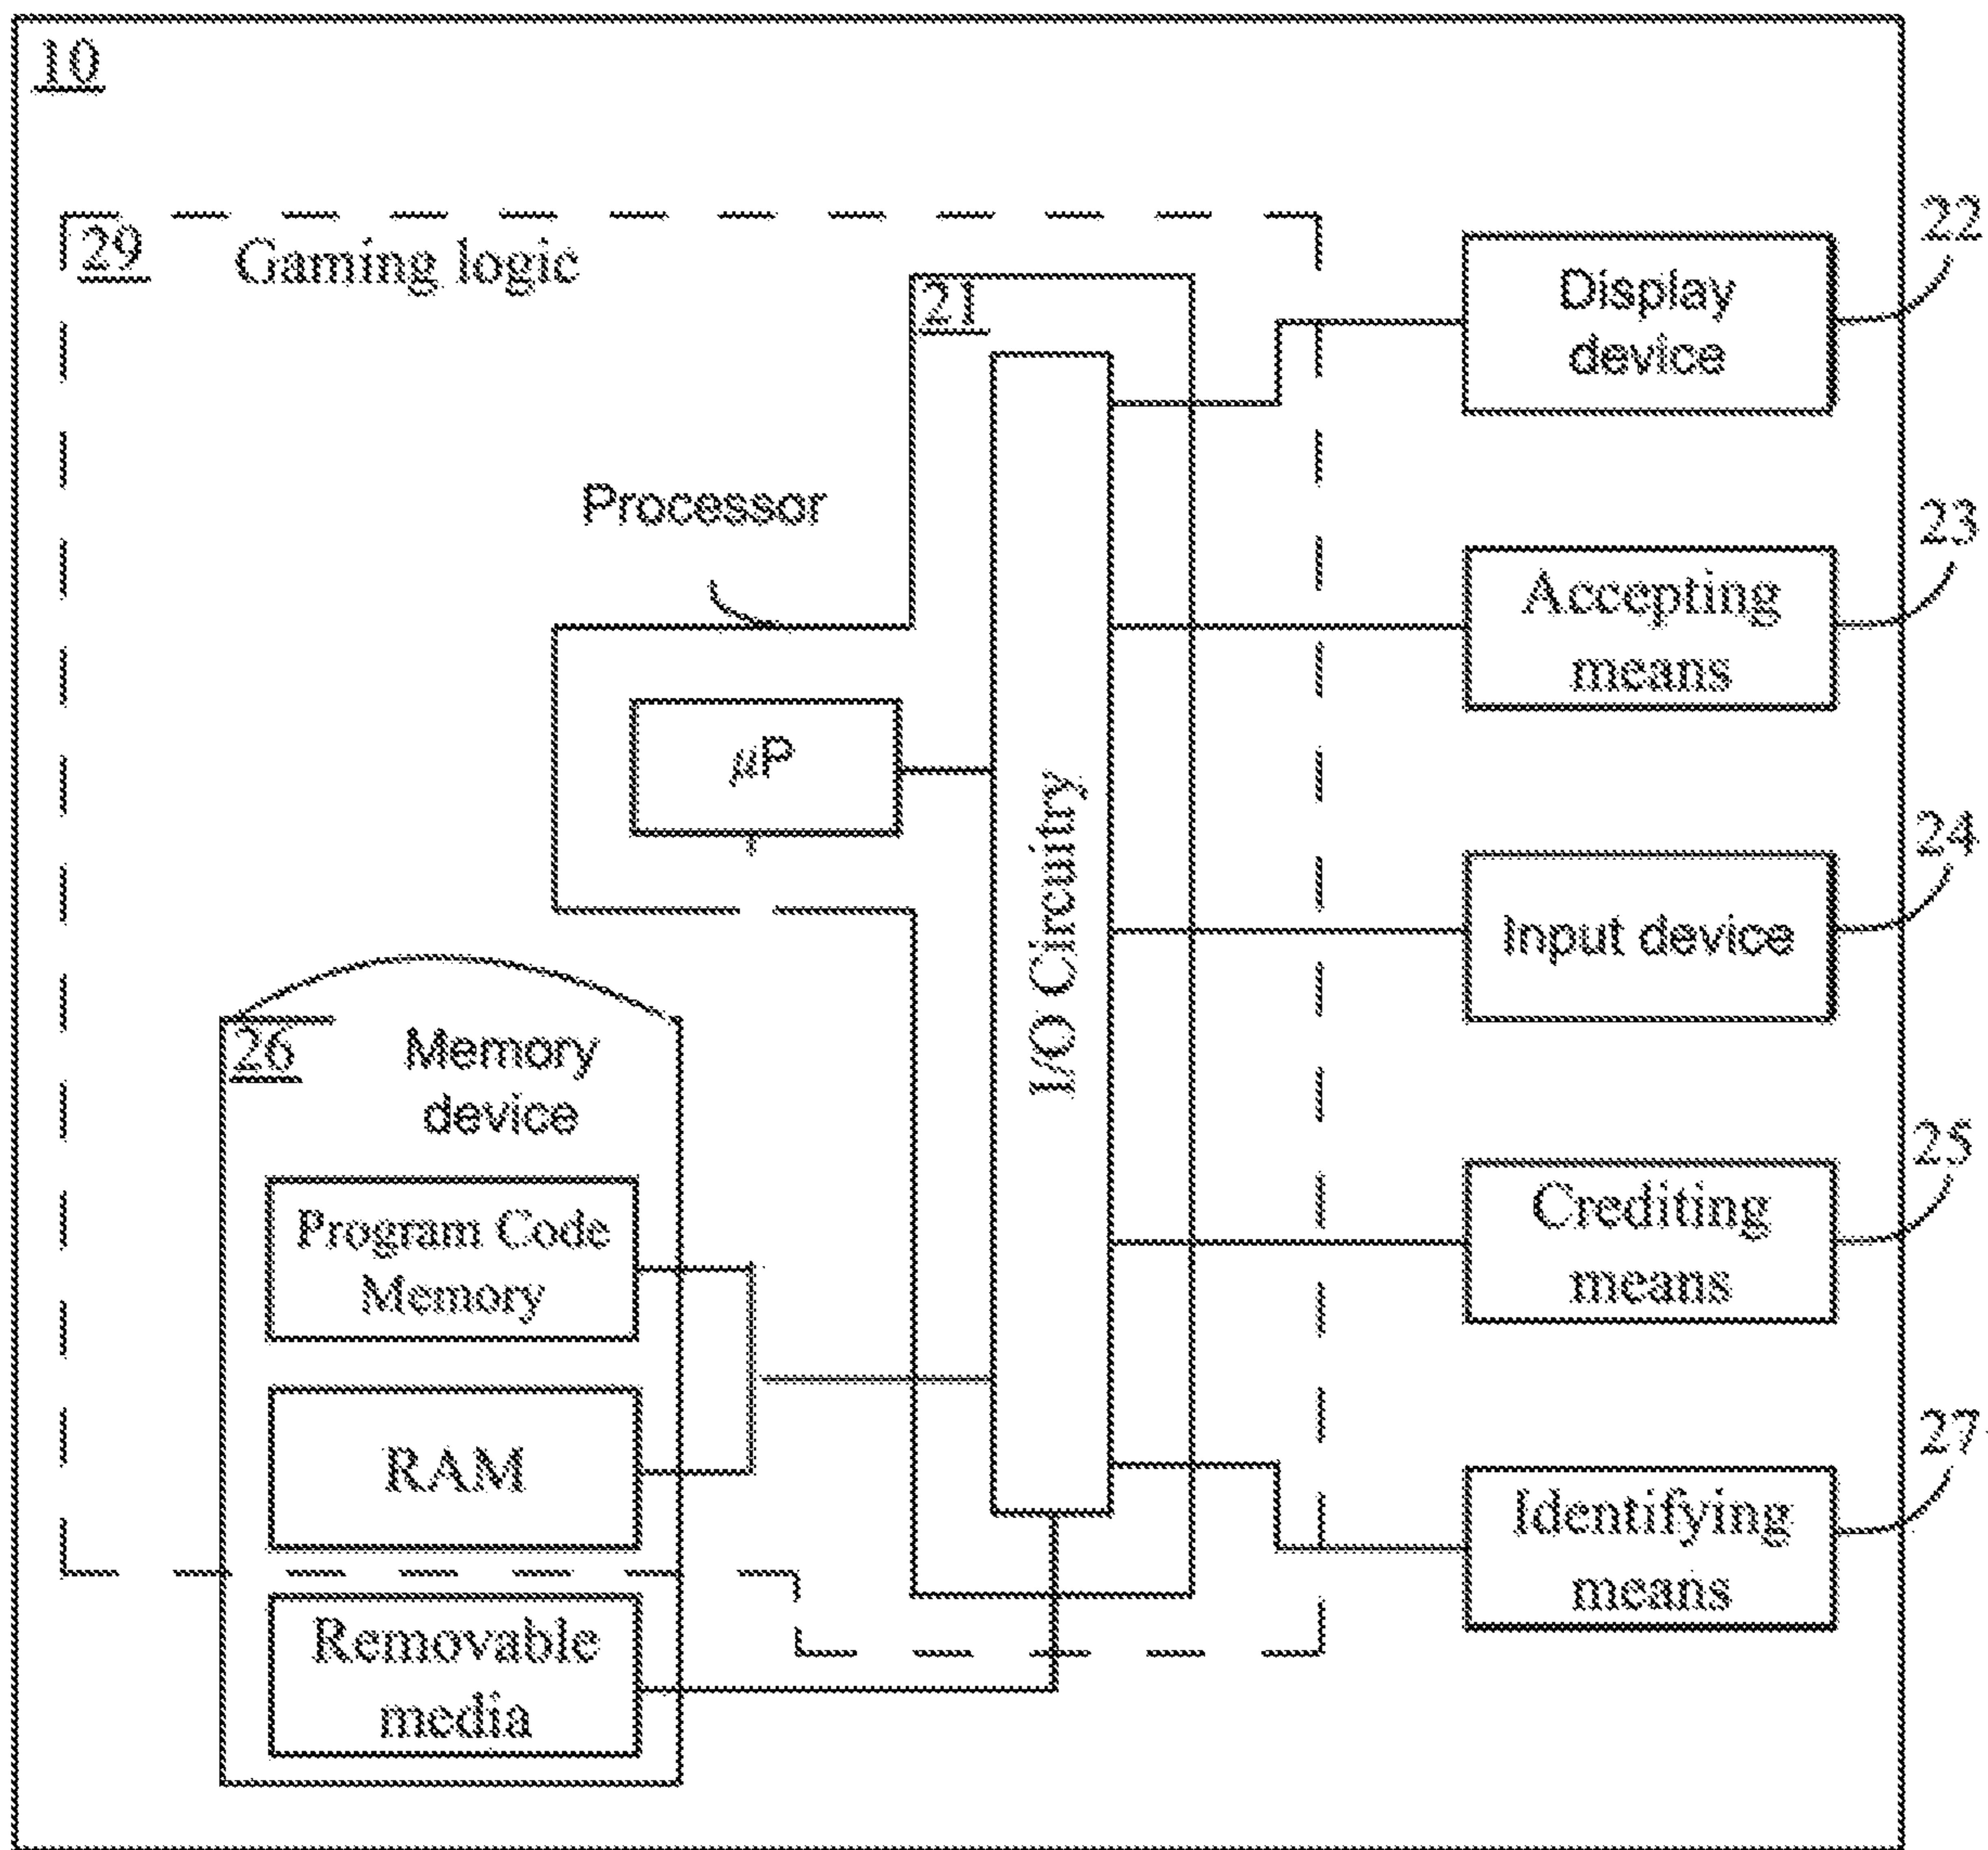 10
29 Gaming logic
21
Processor
μP
I/O Circuitry
26
Memory
device
Program Code
Memory
RAM
Removable
media
22
Display
device
23
Accepting
means
24
Input device
25
Crediting
means
27
Identifying
means